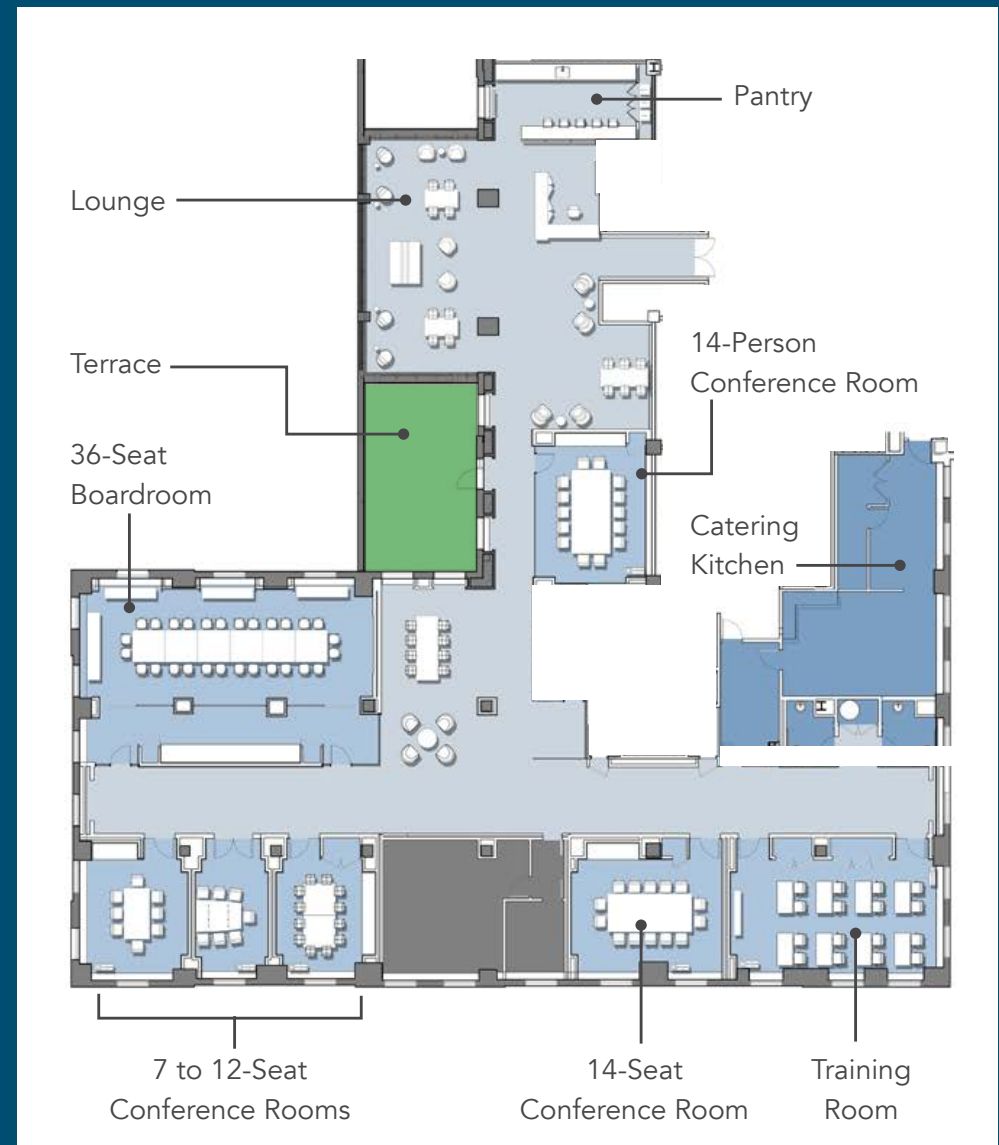 Pantry
Lounge
Terrace
14-Person
Conference Room
36-Seat
Boardroom
Catering
Kitchen
7 to 12-Seat
Conference Rooms
14-Seat
Conference Room
Training
Room